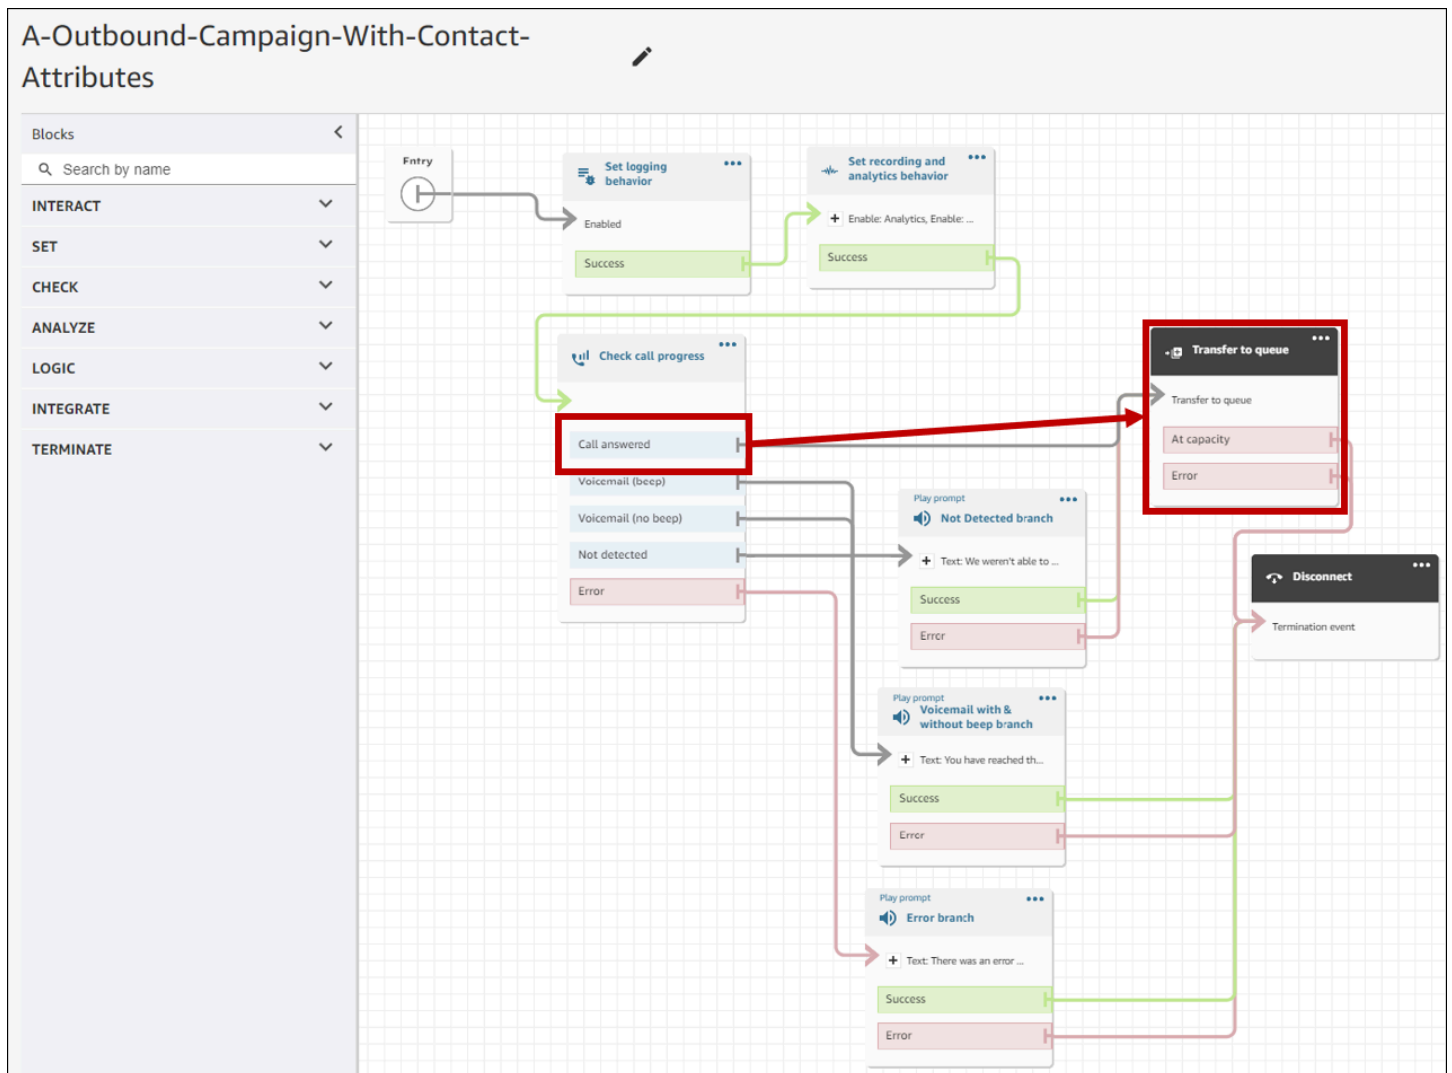 A-Outbound-Campaign-With-Contact-
Attributes
Blocks
Search by name
INTERACT
SET
CHECK
ANALYZE
LOGIC
INTEGRATE
TERMINATE
Entry
Set logging
behavior
Enabled
Success
Set recording and
analytics behavior
Enable: Analytics, Enable: ...
Success
Check call progress
Call answered
Voicemail (beep)
Voicemail (no beep)
Not detected
Error
Transfer to queue
Transfer to queue
At capacity
Error
Play prompt
Not Detected branch
Text: We weren't able to ...
Success
Error
Disconnect
Termination event
Play prompt
Voicemail with &
without beep branch
Text: You have reached th...
Success
Error
Play prompt
Error branch
Text: There was an error ...
Success
Error